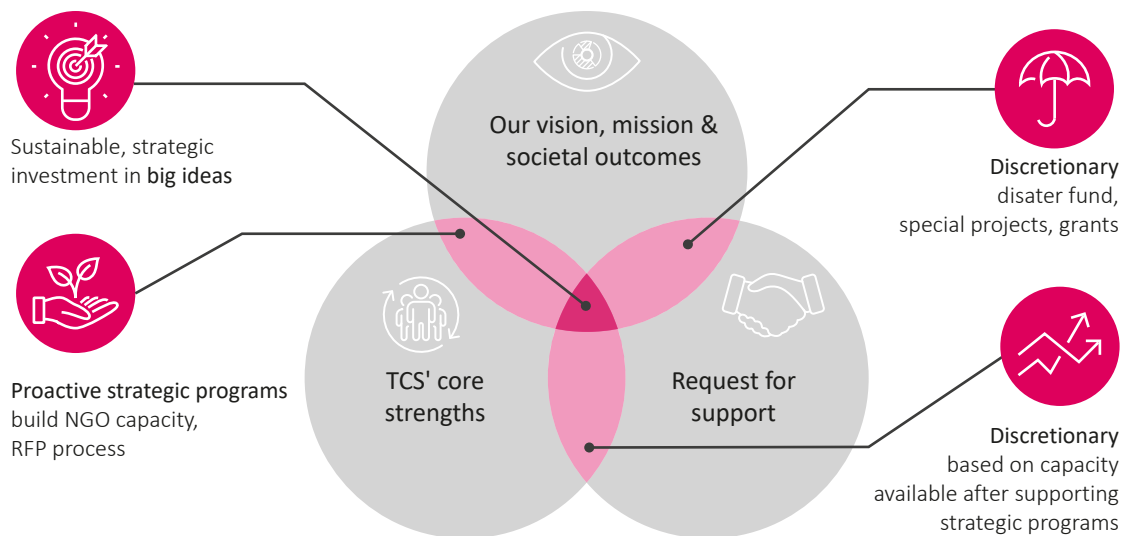 Our vision, mission &
societal outcomes
Sustainable, strategic
investment in big ideas
Discretionary
disater fund,
special projects, grants
Proactive strategic programs
build NGO capacity,
RFP process
TCS' core
strengths
Request for
support
Discretionary
based on capacity
available after supporting
strategic programs